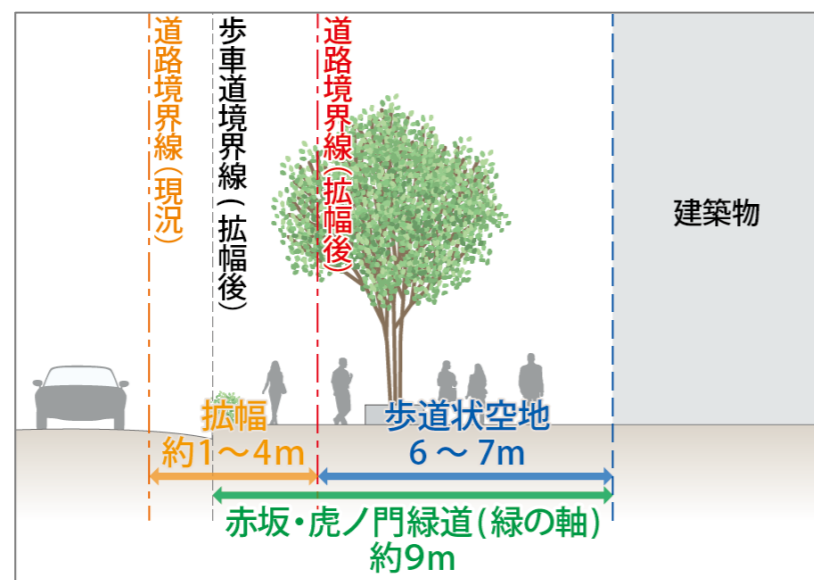 道路境界線(現況)
歩車道境界線(拡幅後)
道路境界線(拡幅後)
建築物
拡幅
約1～4m
歩道状空地
6～7m
赤坂・虎ノ門緑道(緑の軸)
約9m